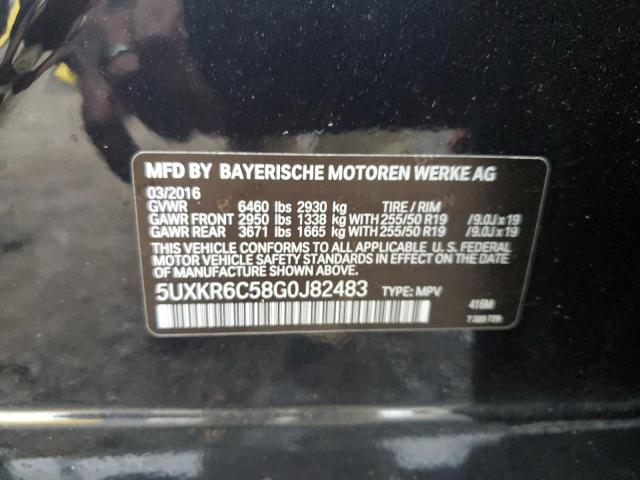 MFD BY BAYERISCHE MOTOREN WERKE AG
03/2016
GVWR 6460 lbs 2930 kg TIRE / RIM
GAWR FRONT 2950 lbs 1338 kg WITH 255/50 R19 /9.0J x 19
GAWR REAR 3671 lbs 1665 kg WITH 255/50 R19 /9.0J x 19
THIS VEHICLE CONFORMS TO ALL APPLICABLE U. S. FEDERAL
MOTOR VEHICLE SAFETY STANDARDS IN EFFECT ON THE DATE
OF MANUFACTURE SHOWN ABOVE.
5UXKR6C58G0J82483 TYPE: MPV
416M
7 320 729